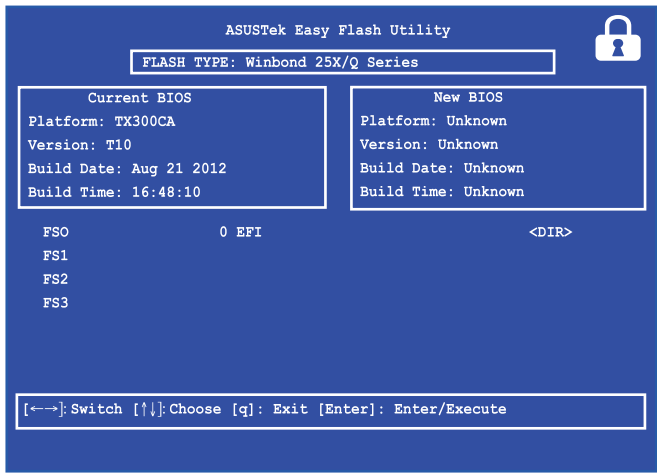 ASUSTek Easy Flash Utility
FLASH TYPE: Winbond 25X/Q Series
Current BIOS
Platform: TX300CA
Version: T10
Build Date: Aug 21 2012
Build Time: 16:48:10
New BIOS
Platform: Unknown
Version: Unknown
Build Date: Unknown
Build Time: Unknown
FSO 0 EFI <DIR>
FS1
FS2
FS3
[←→]: Switch [↑↓]: Choose [q]: Exit [Enter]: Enter/Execute